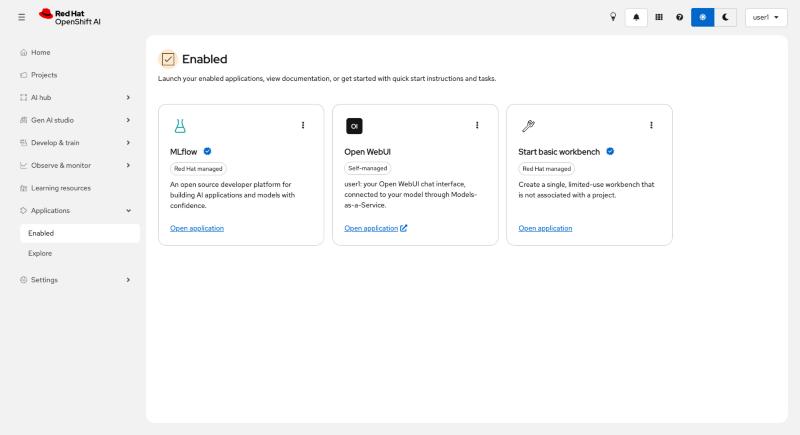 Red Hat
OpenShift AI
user1
Home
Projects
AI hub
Gen AI studio
Develop & train
Observe & monitor
Learning resources
Applications
Enabled
Explore
Settings
Enabled
Launch your enabled applications, view documentation, or get started with quick start instructions and tasks.
MLflow
Red Hat managed
An open source developer platform for
building AI applications and models with
confidence.
Open application
OI
Open WebUI
Self-managed
user1: your Open WebUI chat interface,
connected to your model through Models-
as-a-Service.
Open application
Start basic workbench
Red Hat managed
Create a single, limited-use workbench that
is not associated with a project.
Open application